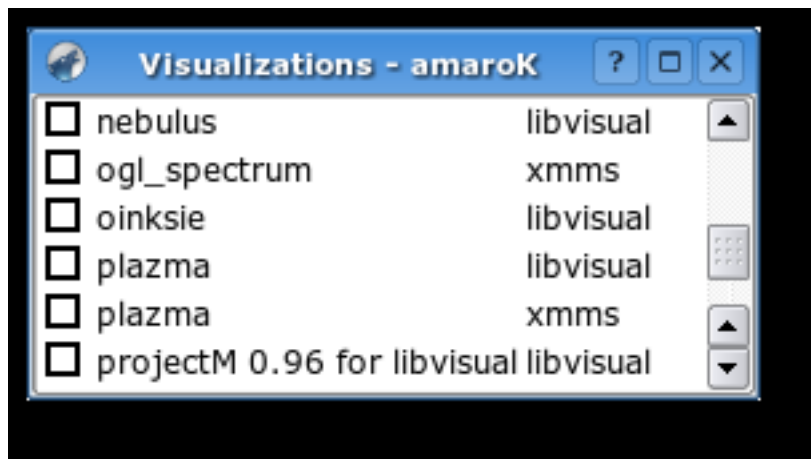 Visualizations - amaroK ?
nebulus libvisual
ogl_spectrum xmms
oinksie libvisual
plazma libvisual
plazma xmms
projectM 0.96 for libvisual libvisual